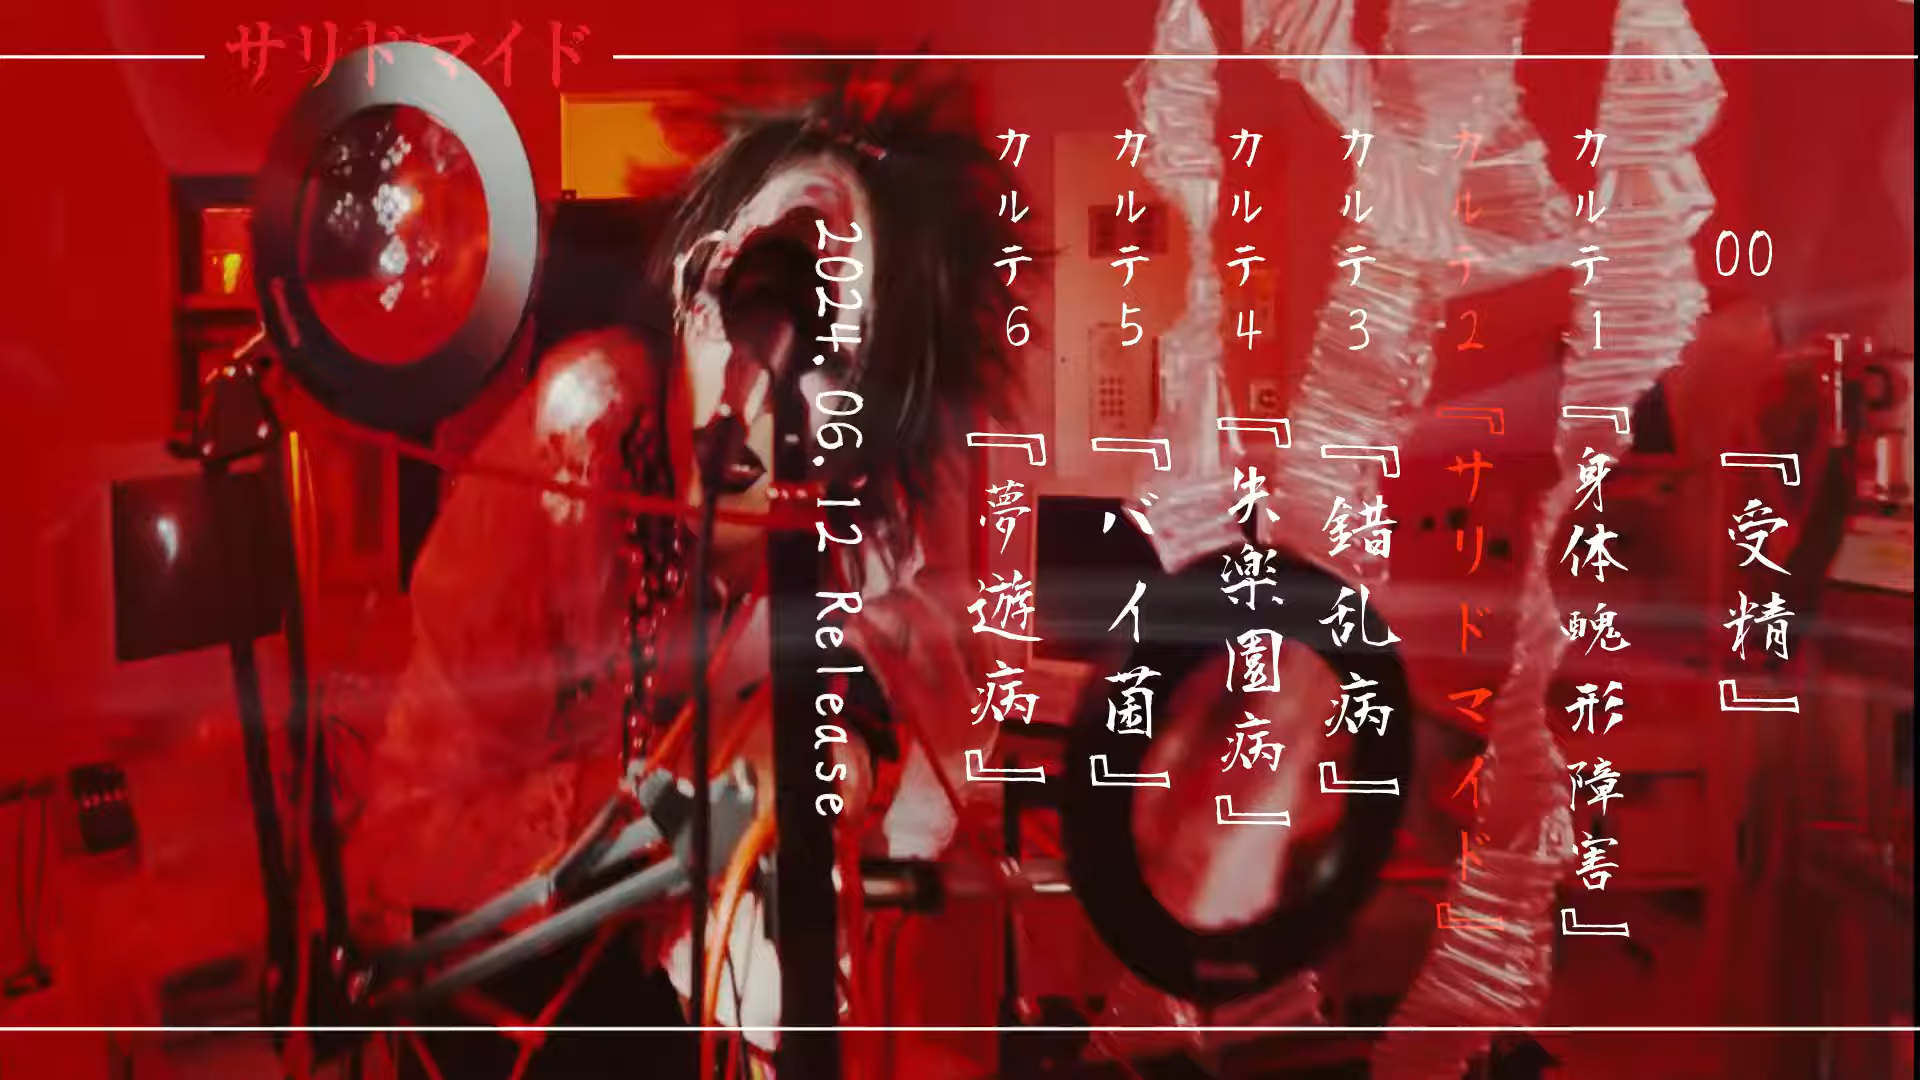 サリドマイド
00 『受精』
カルテ1 『身体醜形障害』
カルテ2 『サリドマイド』
カルテ3 『錯乱病』
カルテ4 『失楽園病』
カルテ5 『バイ菌』
カルテ6 『夢遊病』
2024.06.12 Release